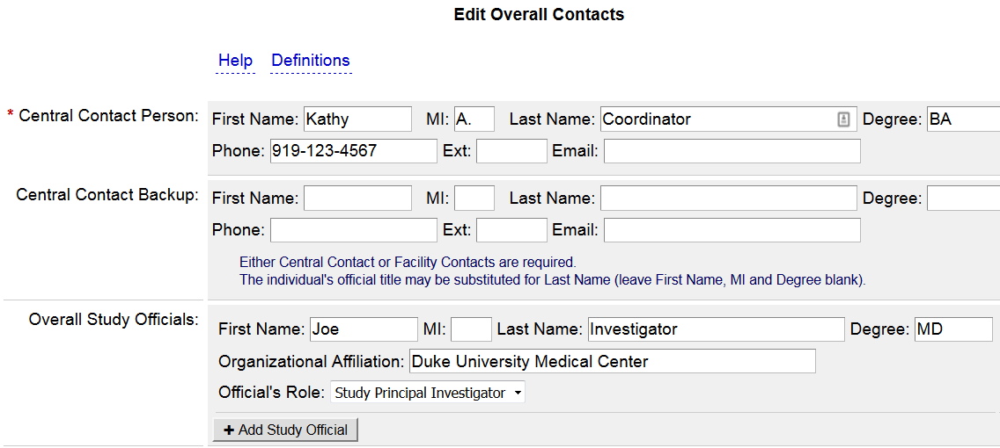 Edit Overall Contacts
Help Definitions
* Central Contact Person: First Name: Kathy MI: A. Last Name: Coordinator Degree: BA
Phone: 919-123-4567 Ext: Email:
Central Contact Backup: First Name: MI: Last Name: Degree:
Phone: Ext: Email:
Either Central Contact or Facility Contacts are required.
The individual's official title may be substituted for Last Name (leave First Name, MI and Degree blank).
Overall Study Officials: First Name: Joe MI: Last Name: Investigator Degree: MD
Organizational Affiliation: Duke University Medical Center
Official's Role: Study Principal Investigator
+ Add Study Official